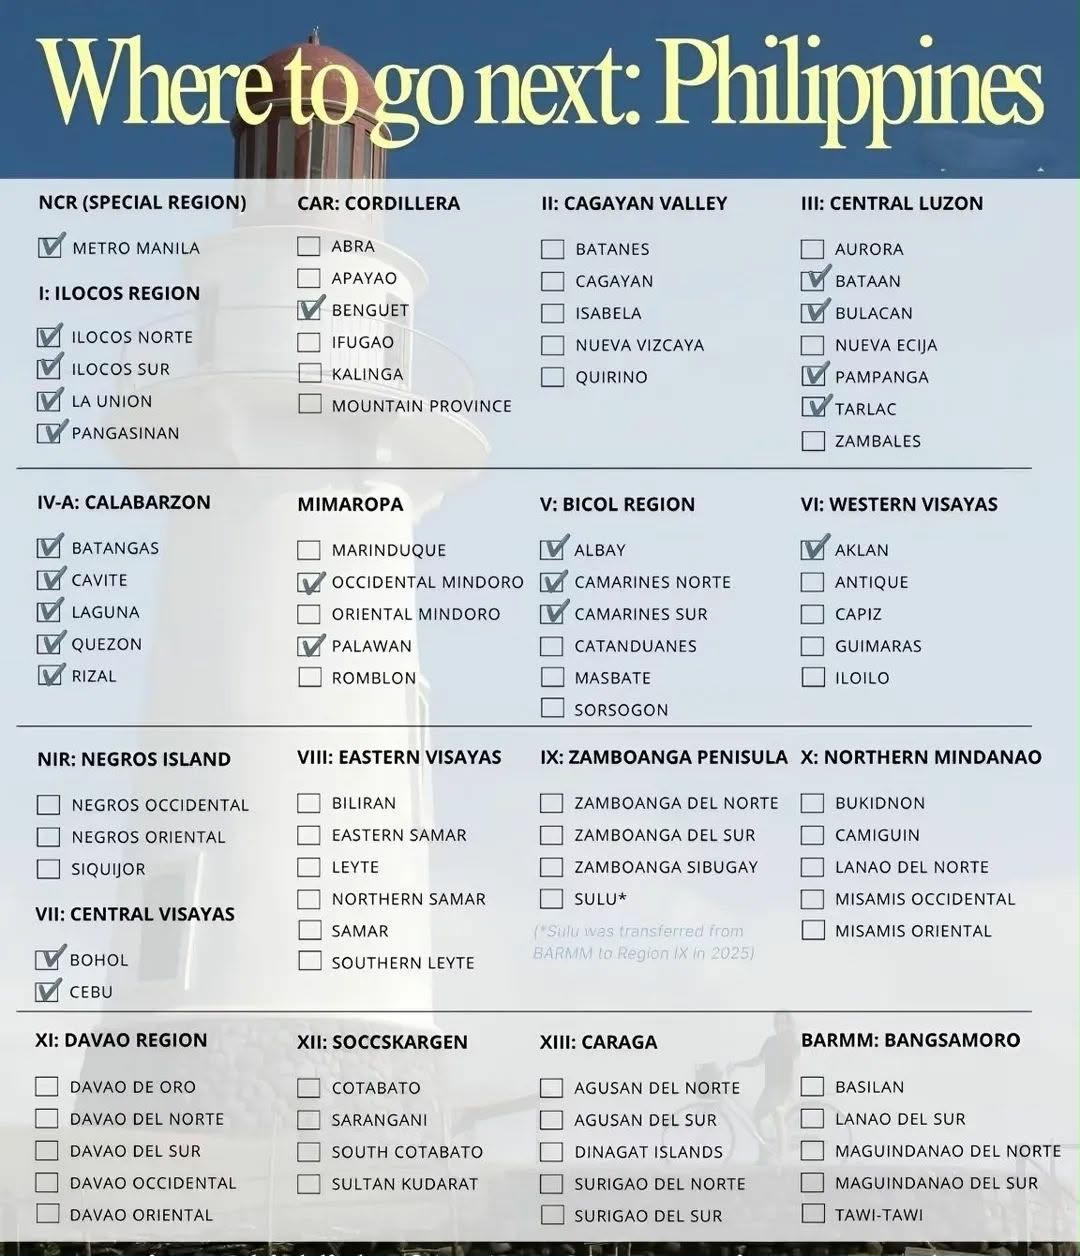 Where to go next: Philippines
NCR (SPECIAL REGION)
METRO MANILA
I: ILOCOS REGION
ILOCOS NORTE
ILOCOS SUR
LA UNION
PANGASINAN
CAR: CORDILLERA
ABRA
APAYAO
BENGUET
IFUGAO
KALINGA
MOUNTAIN PROVINCE
II: CAGAYAN VALLEY
BATANES
CAGAYAN
ISABELA
NUEVA VIZCAYA
QUIRINO
III: CENTRAL LUZON
AURORA
BATAAN
BULACAN
NUEVA ECIJA
PAMPANGA
TARLAC
ZAMBALES
IV-A: CALABARZON
BATANGAS
CAVITE
LAGUNA
QUEZON
RIZAL
MIMAROPA
MARINDUQUE
OCCIDENTAL MINDORO
ORIENTAL MINDORO
PALAWAN
ROMBLON
V: BICOL REGION
ALBAY
CAMARINES NORTE
CAMARINES SUR
CATANDUANES
MASBATE
SORSOGON
VI: WESTERN VISAYAS
AKLAN
ANTIQUE
CAPIZ
GUIMARAS
ILOILO
NIR: NEGROS ISLAND
NEGROS OCCIDENTAL
NEGROS ORIENTAL
SIQUIJOR
VII: CENTRAL VISAYAS
BOHOL
CEBU
VIII: EASTERN VISAYAS
BILIRAN
EASTERN SAMAR
LEYTE
NORTHERN SAMAR
SAMAR
SOUTHERN LEYTE
IX: ZAMBOANGA PENISULA
ZAMBOANGA DEL NORTE
ZAMBOANGA DEL SUR
ZAMBOANGA SIBUGAY
SULU*
(*Sulu was transferred from
BARMM to Region IX in 2025)
X: NORTHERN MINDANAO
BUKIDNON
CAMIGUIN
LANAO DEL NORTE
MISAMIS OCCIDENTAL
MISAMIS ORIENTAL
XI: DAVAO REGION
DAVAO DE ORO
DAVAO DEL NORTE
DAVAO DEL SUR
DAVAO OCCIDENTAL
DAVAO ORIENTAL
XII: SOCCSKARGEN
COTABATO
SARANGANI
SOUTH COTABATO
SULTAN KUDARAT
XIII: CARAGA
AGUSAN DEL NORTE
AGUSAN DEL SUR
DINAGAT ISLANDS
SURIGAO DEL NORTE
SURIGAO DEL SUR
BARMM: BANGSAMORO
BASILAN
LANAO DEL SUR
MAGUINDANAO DEL NORTE
MAGUINDANAO DEL SUR
TAWI-TAWI